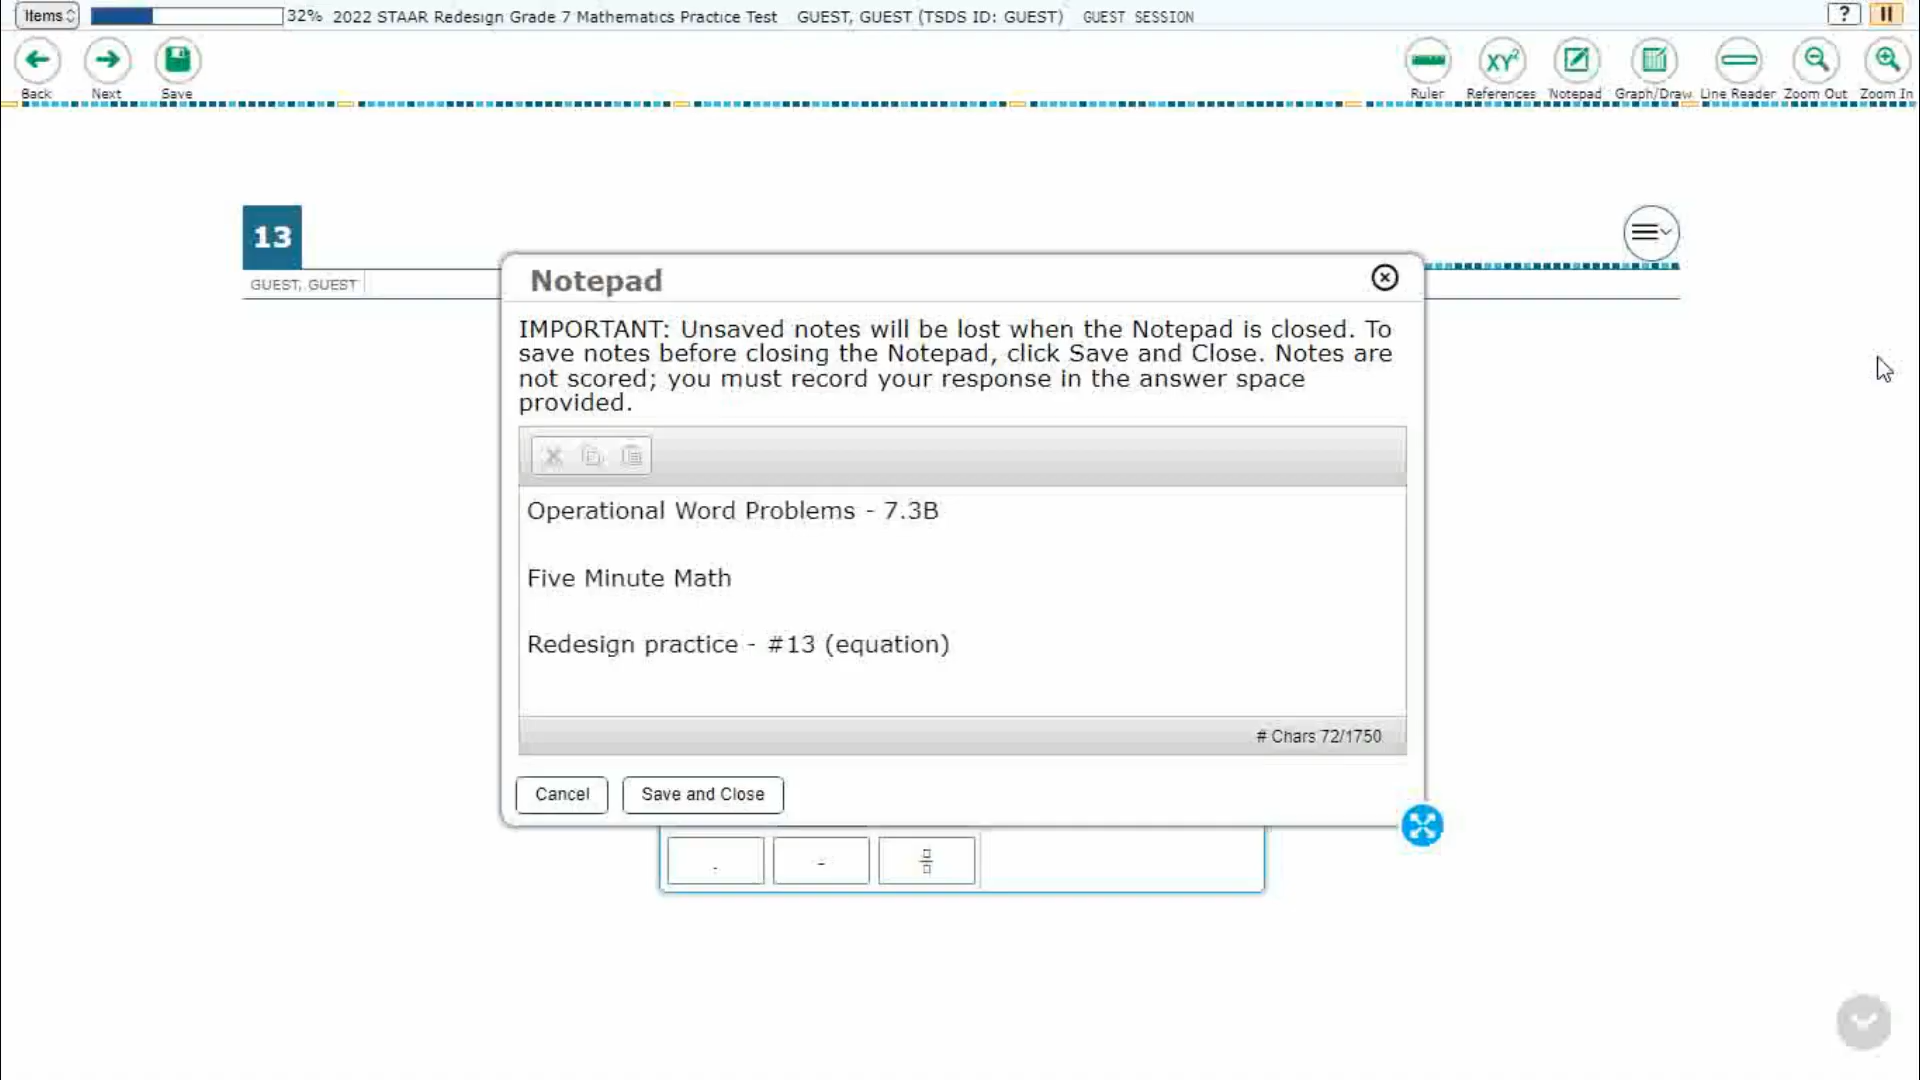 Items 32% 2022 STAAR Redesign Grade 7 Mathematics Practice Test GUEST, GUEST (TSDS ID: GUEST) GUEST SESSION ?
Back Next Save XY² Ruler References Notepad Graph/Draw Line Reader Zoom Out Zoom In
13
GUEST, GUEST
Notepad
IMPORTANT: Unsaved notes will be lost when the Notepad is closed. To
save notes before closing the Notepad, click Save and Close. Notes are
not scored; you must record your response in the answer space
provided.
Operational Word Problems - 7.3B
Five Minute Math
Redesign practice - #13 (equation)
# Chars 72/1750
Cancel Save and Close
. -